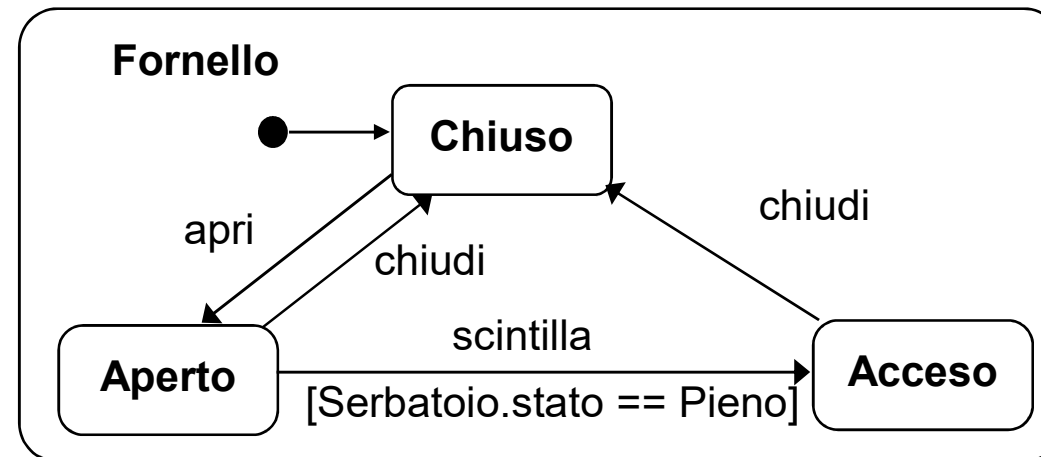 Fornello
Chiuso
apri
chiudi
chiudi
scintilla
Aperto
[Serbatoio.stato == Pieno]
Acceso